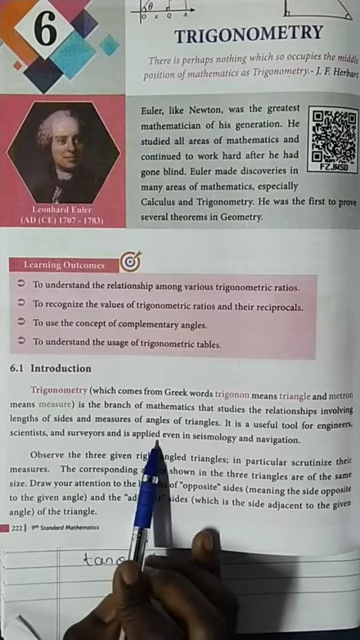 6
θ
O
x
Q
A
TRIGONOMETRY
There is perhaps nothing which so occupies the middle
position of mathematics as Trigonometry.- J. F. Herbart
Euler, like Newton, was the greatest
mathematician of his generation. He
studied all areas of mathematics and
continued to work hard after he had
gone blind. Euler made discoveries in
many areas of mathematics, especially
Calculus and Trigonometry. He was the first to prove
several theorems in Geometry.
FZJWSD
Leonhard Euler
(AD (CE) 1707 - 1783)
Learning Outcomes
To understand the relationship among various trigonometric ratios.
To recognize the values of trigonometric ratios and their reciprocals.
To use the concept of complementary angles.
To understand the usage of trigonometric tables.
6.1 Introduction
Trigonometry (which comes from Greek words trigonon means triangle and metron
means measure) is the branch of mathematics that studies the relationships involving
lengths of sides and measures of angles of triangles. It is a useful tool for engineers,
scientists, and surveyors and is applied even in seismology and navigation.
Observe the three given right angled triangles; in particular scrutinize their
measures. The corresponding shown in the three triangles are of the same
size. Draw your attention to the of "opposite" sides (meaning the side opposite
to the given angle) and the sides (which is the side adjacent to the given
angle) of the triangle.
222 | 9th Standard Mathematics